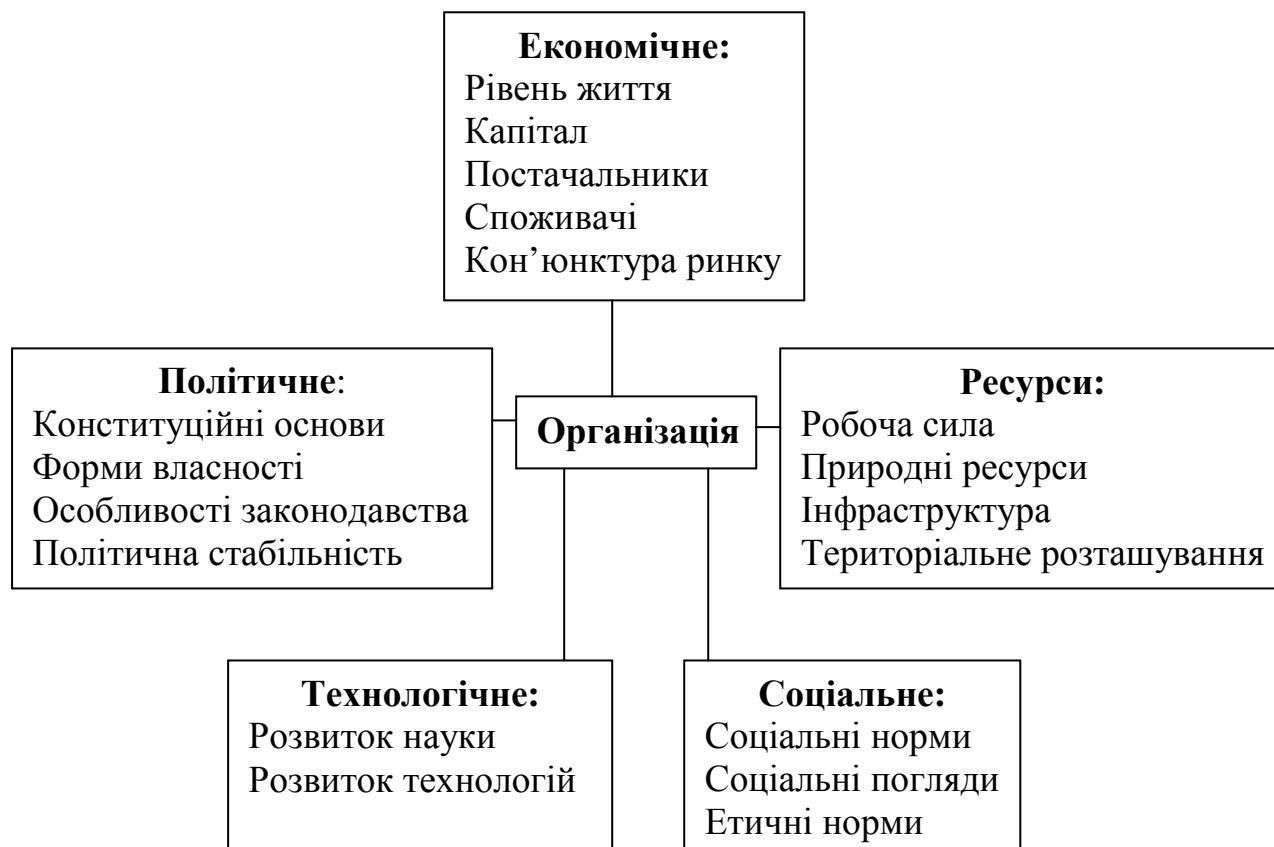 Економічне:
Рівень життя
Капітал
Постачальники
Споживачі
Кон’юнктура ринку
Політичне:
Конституційні основи
Форми власності
Особливості законодавства
Політична стабільність
Організація
Ресурси:
Робоча сила
Природні ресурси
Інфраструктура
Територіальне розташування
Технологічне:
Розвиток науки
Розвиток технологій
Соціальне:
Соціальні норми
Соціальні погляди
Етичні норми